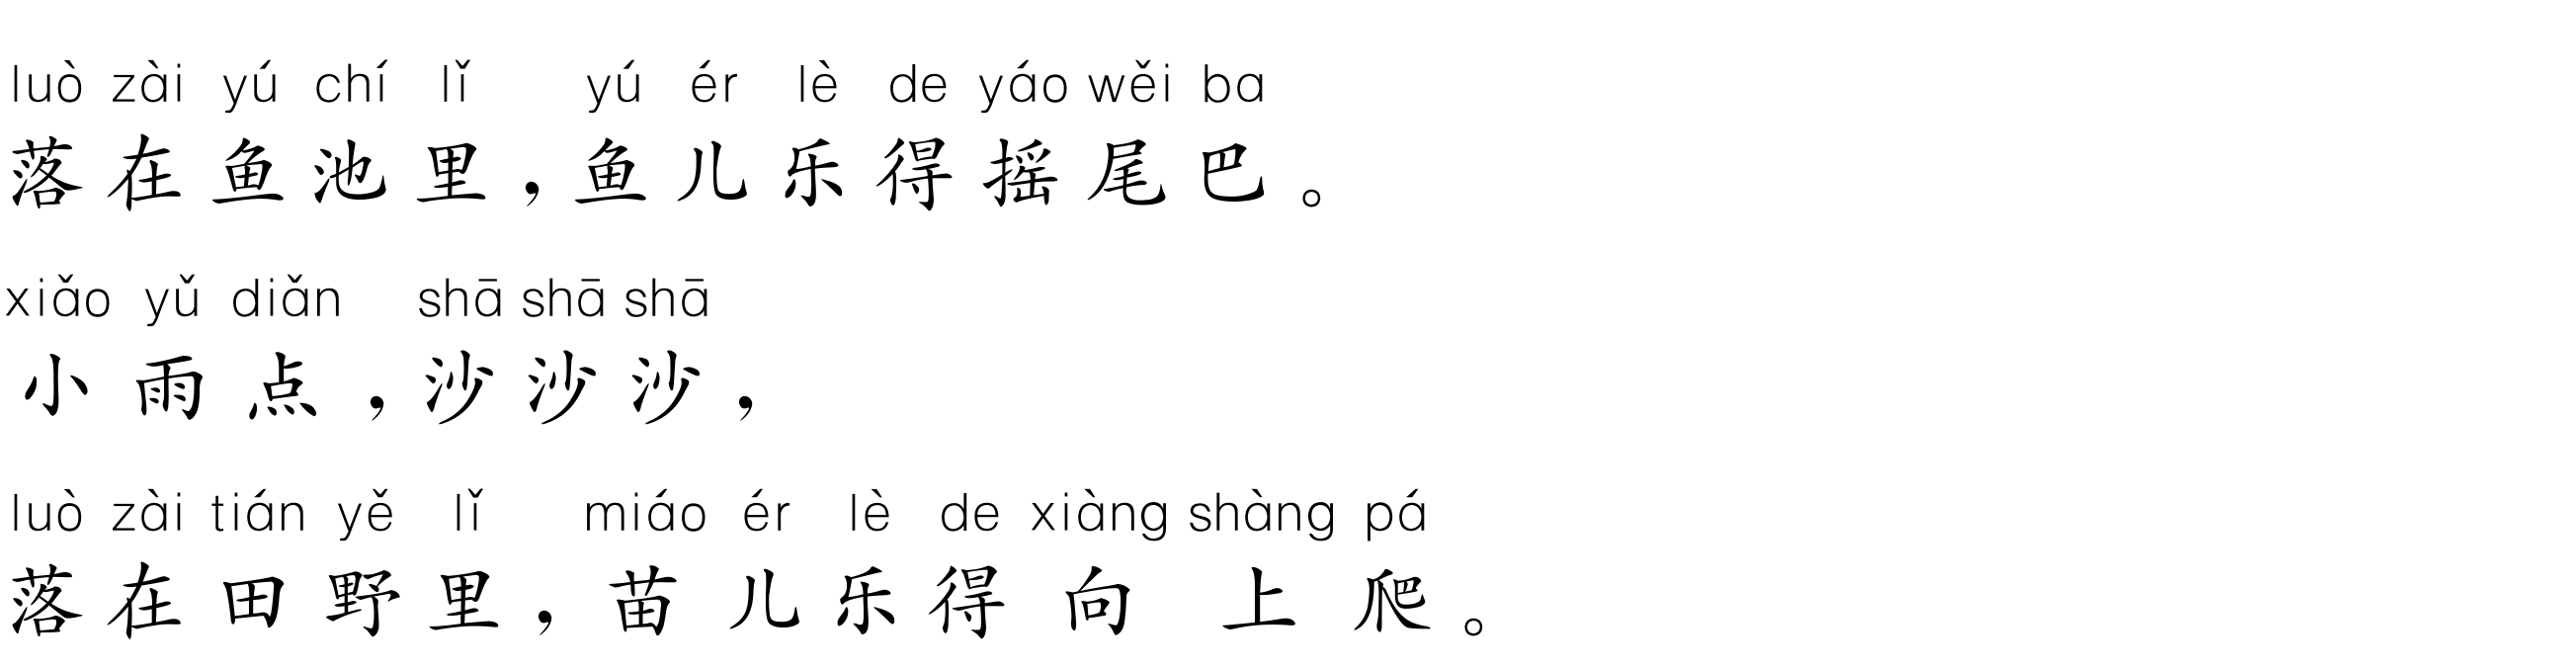 luò zài yú chí lǐ yú ér lè de yáo wěi ba
落在鱼池里，鱼儿乐得摇尾巴。
xiǎo yǔ diǎn shā shā shā
小雨点，沙沙沙，
luò zài tián yě lǐ miáo ér lè de xiàng shàng pá
落在田野里，苗儿乐得向上爬。